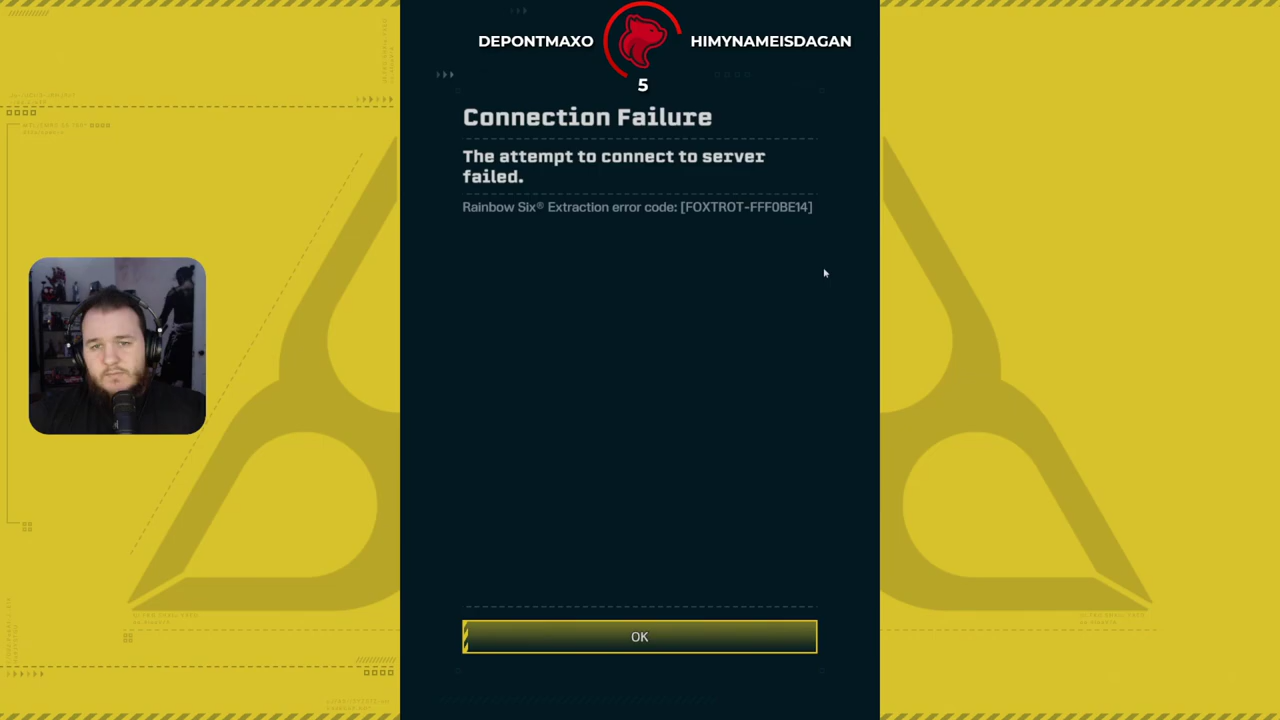 DEPONTMAXO
HIMYNAMEISDAGAN
5
Connection Failure
The attempt to connect to server
failed.
Rainbow Six® Extraction error code: [FOXTROT-FFF0BE14]
OK